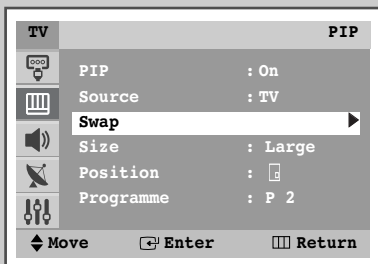 TV PIP
PIP : On
Source : TV
Swap
Size : Large
Position :
Programme : P 2
Move Enter Return